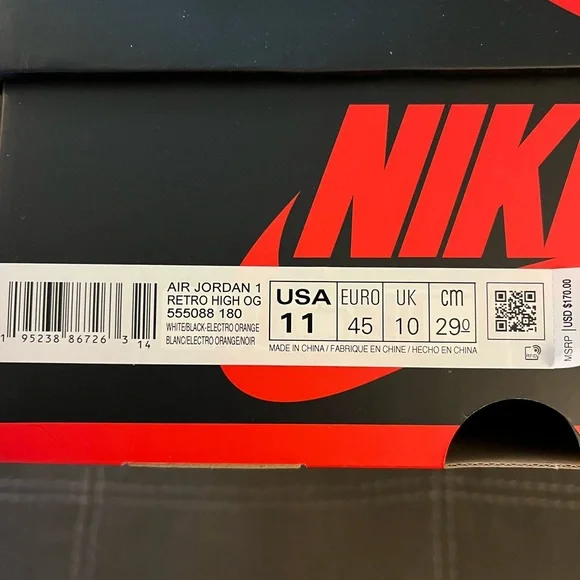 NIK
1 95238 86726 3 14
AIR JORDAN 1
RETRO HIGH OG
555088 180
WHITE/BLACK-ELECTRO ORANGE
BLANC/ELECTRO ORANGE/NOIR
USA EURO UK cm
11 45 10 29º
MADE IN CHINA / FABRIQUE EN CHINE / HECHO EN CHINA
RFID
MSRP USD $170.00